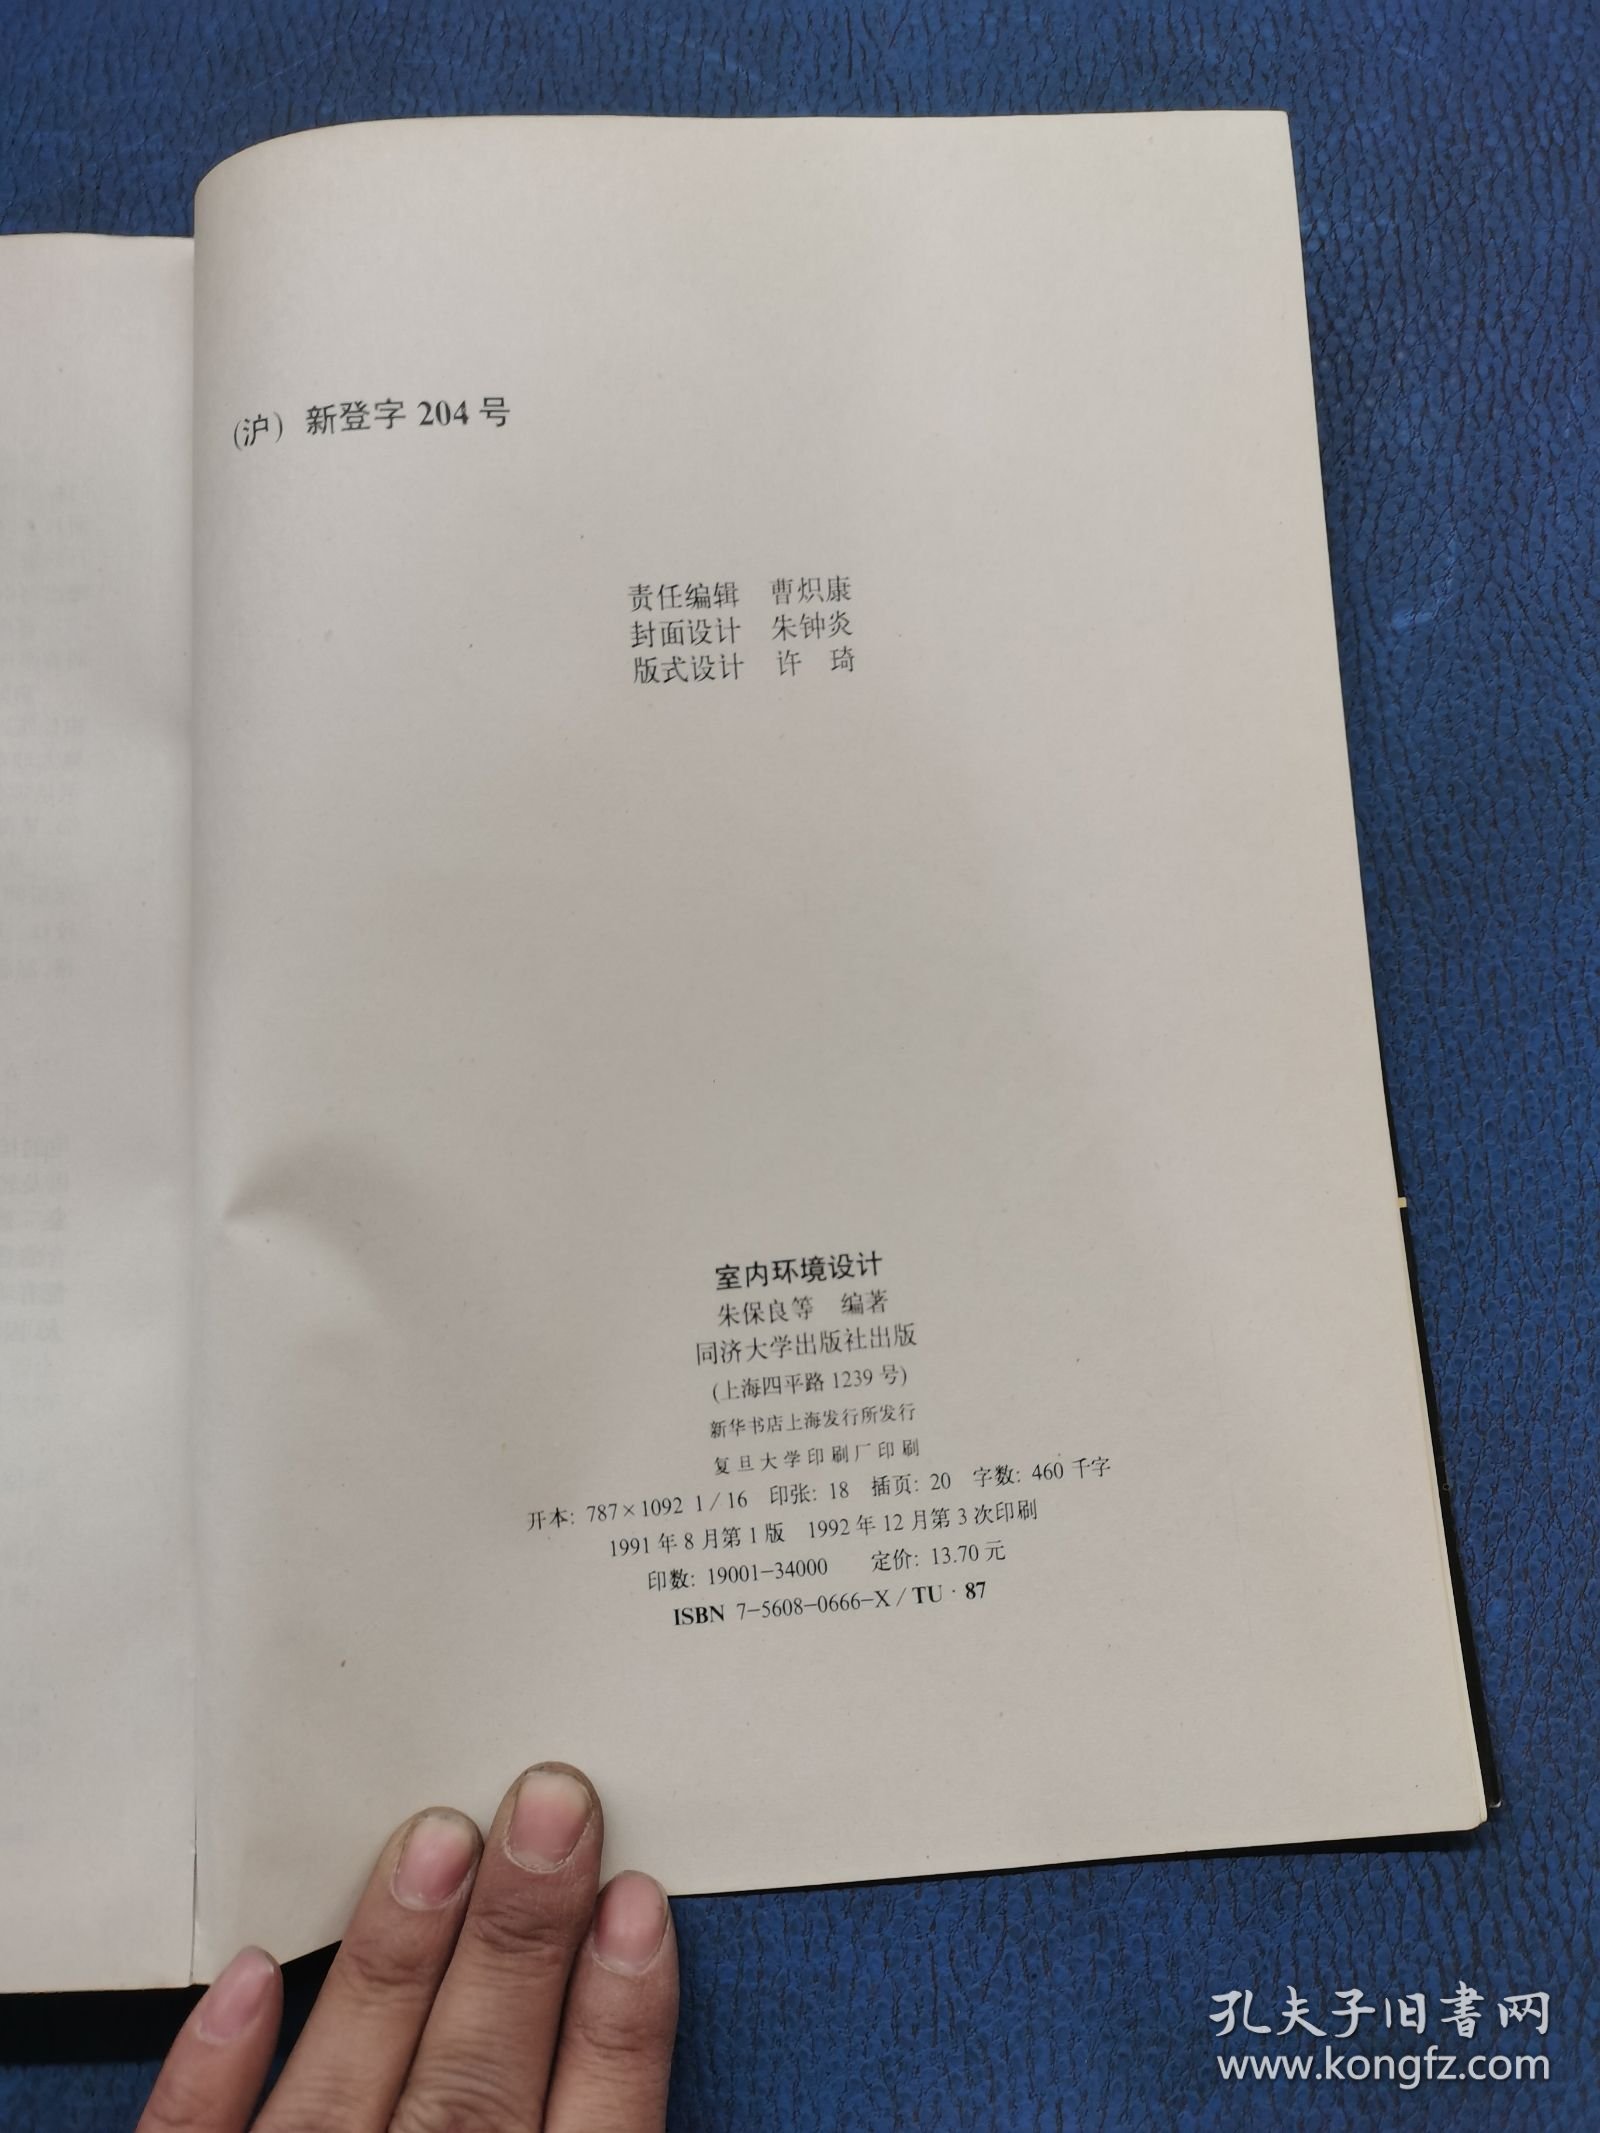 (沪) 新登字 204 号
责任编辑 曹炽康
封面设计 朱钟炎
版式设计 许 琦
室内环境设计
朱保良等 编著
同济大学出版社出版
(上海四平路 1239 号)
新华书店上海发行所发行
复旦大学印刷厂印刷
开本: 787×1092 1/16 印张: 18 插页: 20 字数: 460 千字
1991 年 8 月第 1 版 1992 年 12 月第 3 次印刷
印数: 19001-34000 定价: 13.70 元
ISBN 7-5608-0666-X/TU·87
孔夫子旧书网
www.kongfz.com